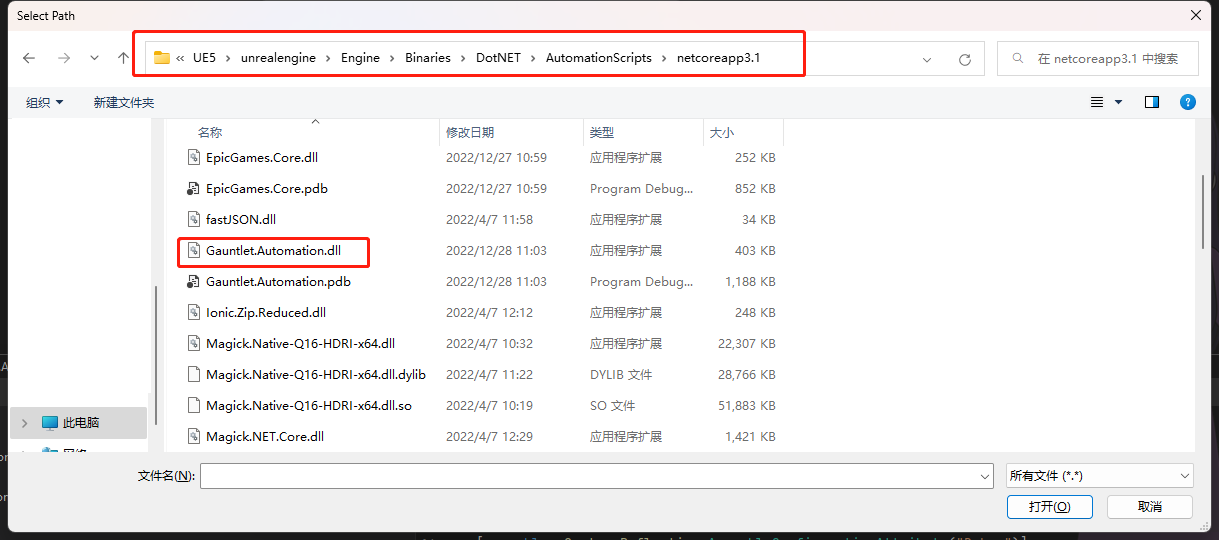 Select Path
« UE5 > unrealengine > Engine > Binaries > DotNET > AutomationScripts > netcoreapp3.1
在 netcoreapp3.1 中搜索
组织 新建文件夹
名称 修改日期 类型 大小
EpicGames.Core.dll 2022/12/27 10:59 应用程序扩展 252 KB
EpicGames.Core.pdb 2022/12/27 10:59 Program Debug... 852 KB
fastJSON.dll 2022/4/7 11:58 应用程序扩展 34 KB
Gauntlet.Automation.dll 2022/12/28 11:03 应用程序扩展 403 KB
Gauntlet.Automation.pdb 2022/12/28 11:03 Program Debug... 1,188 KB
Ionic.Zip.Reduced.dll 2022/4/7 12:12 应用程序扩展 248 KB
Magick.Native-Q16-HDRI-x64.dll 2022/4/7 10:32 应用程序扩展 22,307 KB
Magick.Native-Q16-HDRI-x64.dll.dylib 2022/4/7 11:22 DYLIB 文件 28,766 KB
Magick.Native-Q16-HDRI-x64.dll.so 2022/4/7 10:19 SO 文件 51,883 KB
Magick.NET.Core.dll 2022/4/7 12:29 应用程序扩展 1,421 KB
此电脑
文件名(N): 所有文件 (*.*)
打开(O) 取消